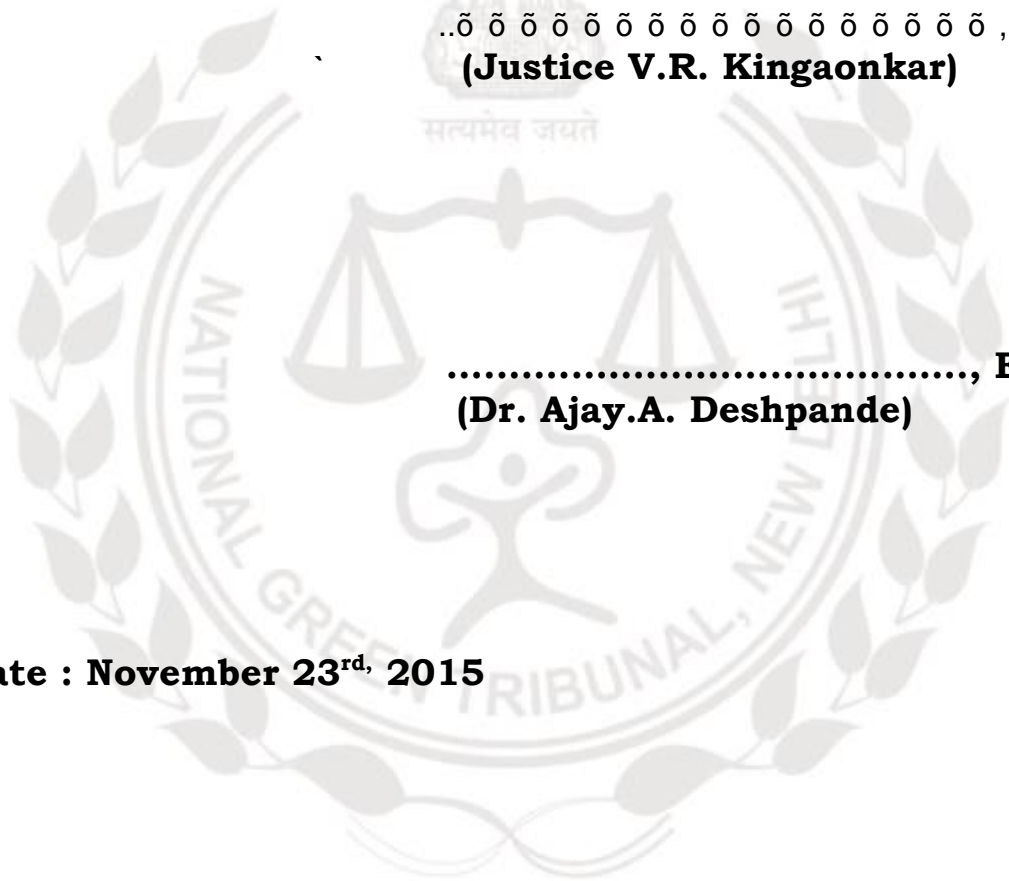 ..õ õ õ õ õ õ õ õ õ õ õ õ õ õ õ õ õ ,
` (Justice V.R. Kingaonkar)
सत्यमेव जयते
…………………………………….., E
(Dr. Ajay.A. Deshpande)
NATIONAL GREEN TRIBUNAL, NEW DELHI
ate : November 23rd, 2015